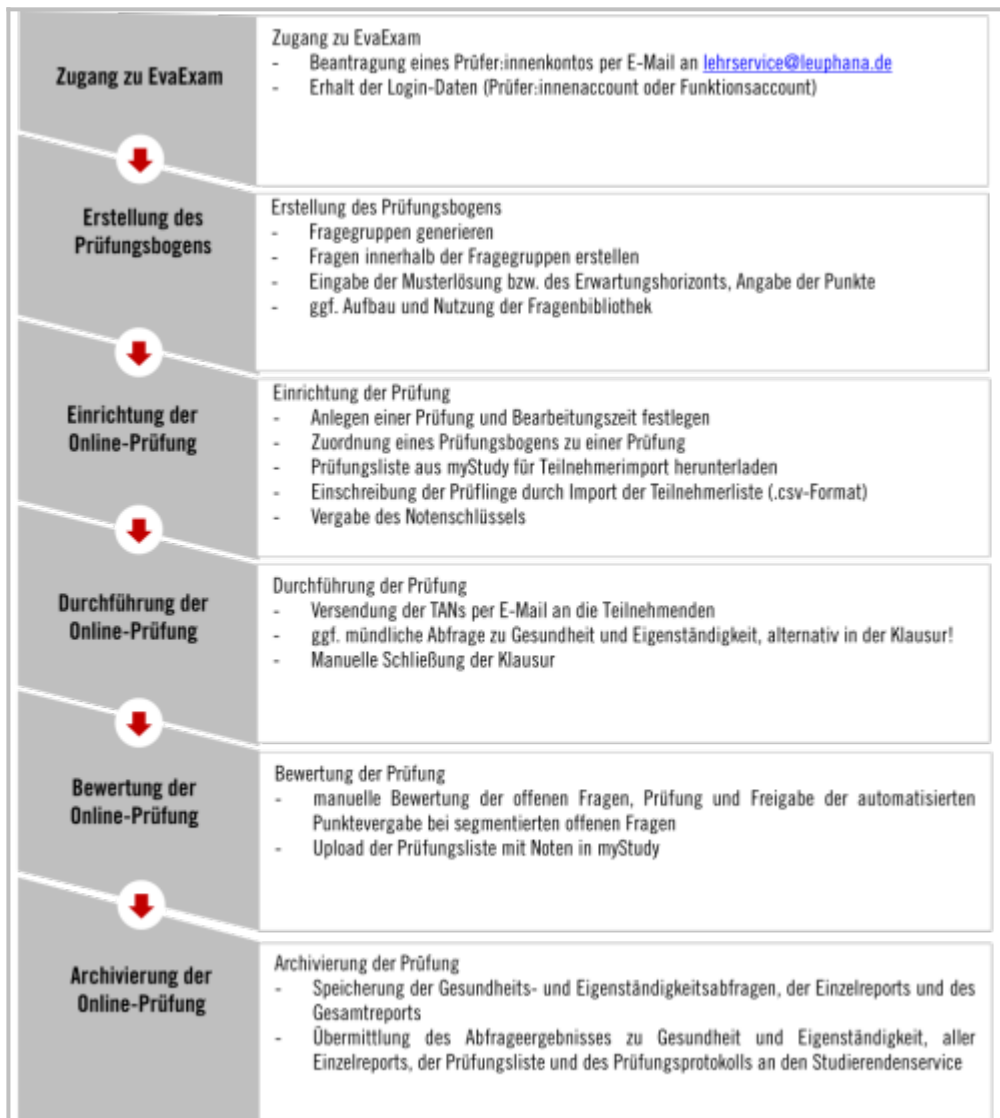 Zugang zu EvaExam
Zugang zu EvaExam
- Beantragung eines Prüfer:innenkontos per E-Mail an lehrservice@leuphana.de
- Erhalt der Login-Daten (Prüfer:innenaccount oder Funktionsaccount)
Erstellung des
Prüfungsbogens
Erstellung des Prüfungsbogens
- Fragegruppen generieren
- Fragen innerhalb der Fragegruppen erstellen
- Eingabe der Musterlösung bzw. des Erwartungshorizonts, Angabe der Punkte
- ggf. Aufbau und Nutzung der Fragenbibliothek
Einrichtung der
Online-Prüfung
Einrichtung der Prüfung
- Anlegen einer Prüfung und Bearbeitungszeit festlegen
- Zuordnung eines Prüfungsbogens zu einer Prüfung
- Prüfungsliste aus myStudy für Teilnehmerimport herunterladen
- Einschreibung der Prüflinge durch Import der Teilnehmerliste (.csv-Format)
- Vergabe des Notenschlüssels
Durchführung der
Online-Prüfung
Durchführung der Prüfung
- Versendung der TANs per E-Mail an die Teilnehmenden
- ggf. mündliche Abfrage zu Gesundheit und Eigenständigkeit, alternativ in der Klausur!
- Manuelle Schließung der Klausur
Bewertung der
Online-Prüfung
Bewertung der Prüfung
- manuelle Bewertung der offenen Fragen, Prüfung und Freigabe der automatisierten
Punktevergabe bei segmentierten offenen Fragen
- Upload der Prüfungsliste mit Noten in myStudy
Archivierung der
Online-Prüfung
Archivierung der Prüfung
- Speicherung der Gesundheits- und Eigenständigkeitsabfragen, der Einzelreports und des
Gesamtreports
- Übermittlung des Abfrageergebnisses zu Gesundheit und Eigenständigkeit, aller
Einzelreports, der Prüfungsliste und des Prüfungsprotokolls an den Studierendenservice